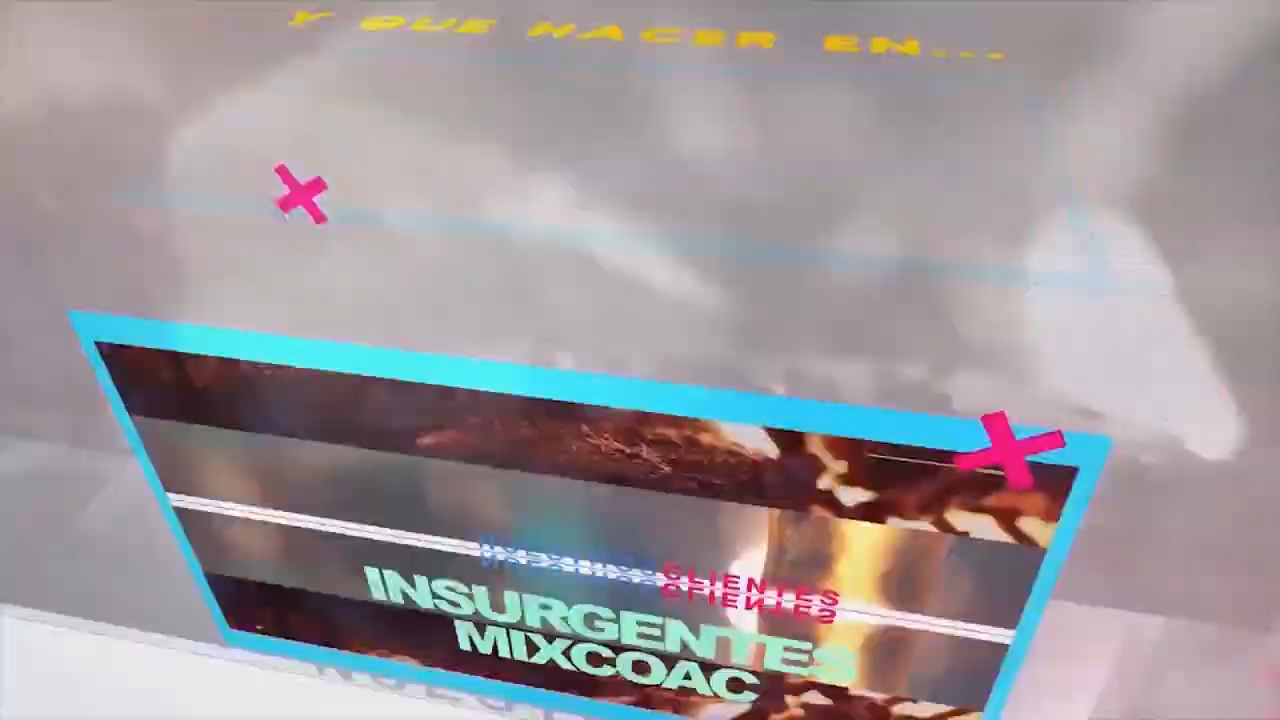 Y QUE HACER EN...
CLIENTES
INSURGENTES
MIXCOAC